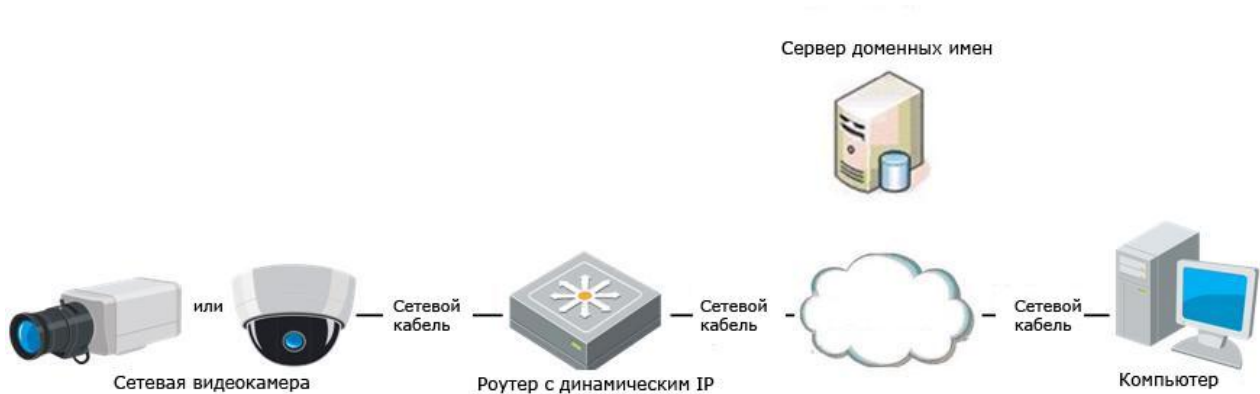 Сервер доменных имен
или
Сетевой
кабель
Сетевой
кабель
Сетевой
кабель
Сетевая видеокамера
Роутер с динамическим IP
Компьютер